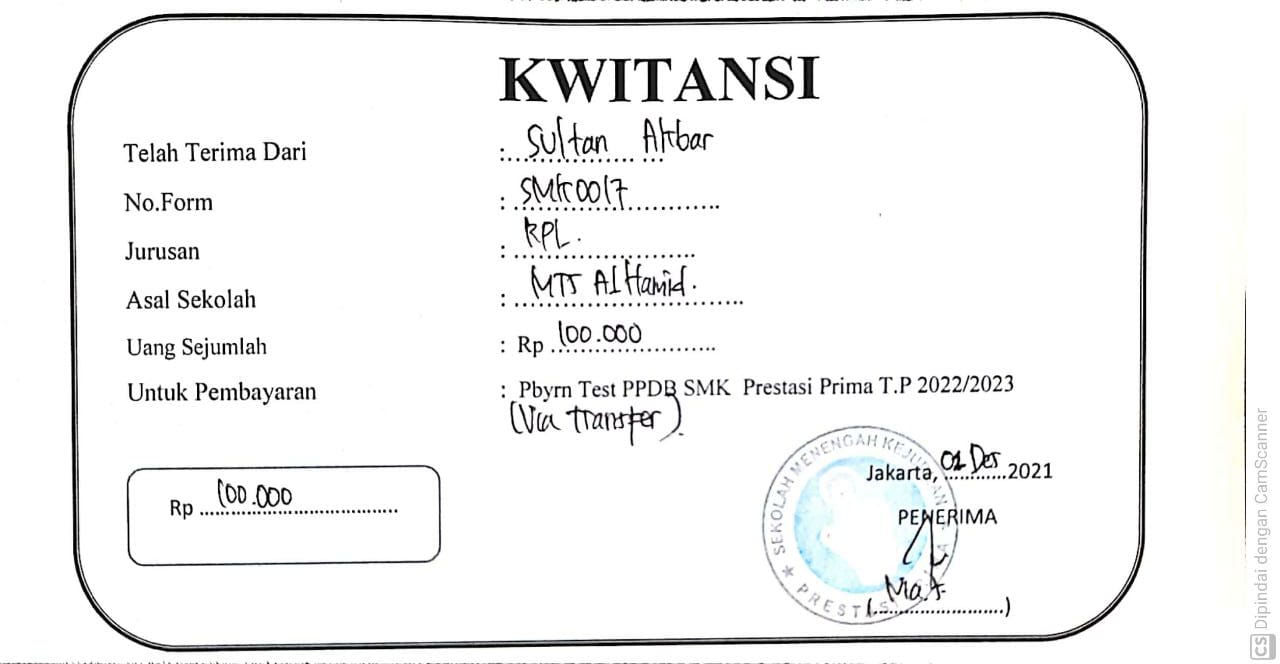 KWITANSI
Telah Terima Dari : Sultan Akbar
No.Form : SMK0017
Jurusan : RPL.
Asal Sekolah : MTS Al Hamid.
Uang Sejumlah : Rp 100.000
Untuk Pembayaran : Pbyrn Test PPDB SMK Prestasi Prima T.P 2022/2023
(Via Transfer).
SEKOLAH MENENGAH KEJURUAN
Jakarta, 02 Des 2021
Rp 100.000
PENERIMA
PRESTASI
CS Dipindai dengan CamScanner